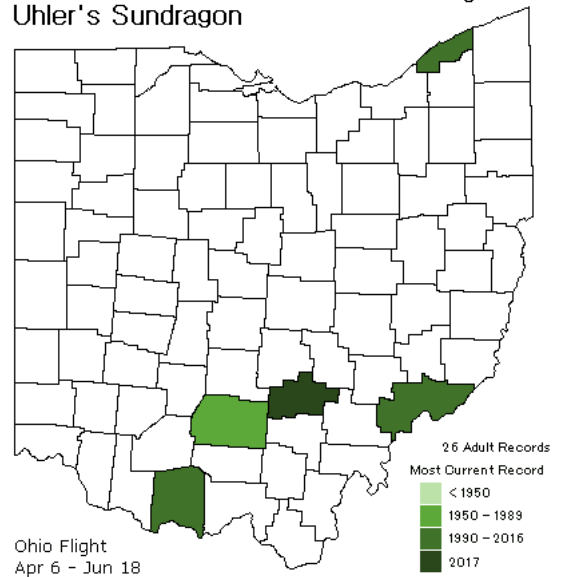 Uhler's Sundragon
26 Adult Records
Most Current Record
< 1950
1950 - 1989
1990 - 2016
2017
Ohio Flight
Apr 6 - Jun 18